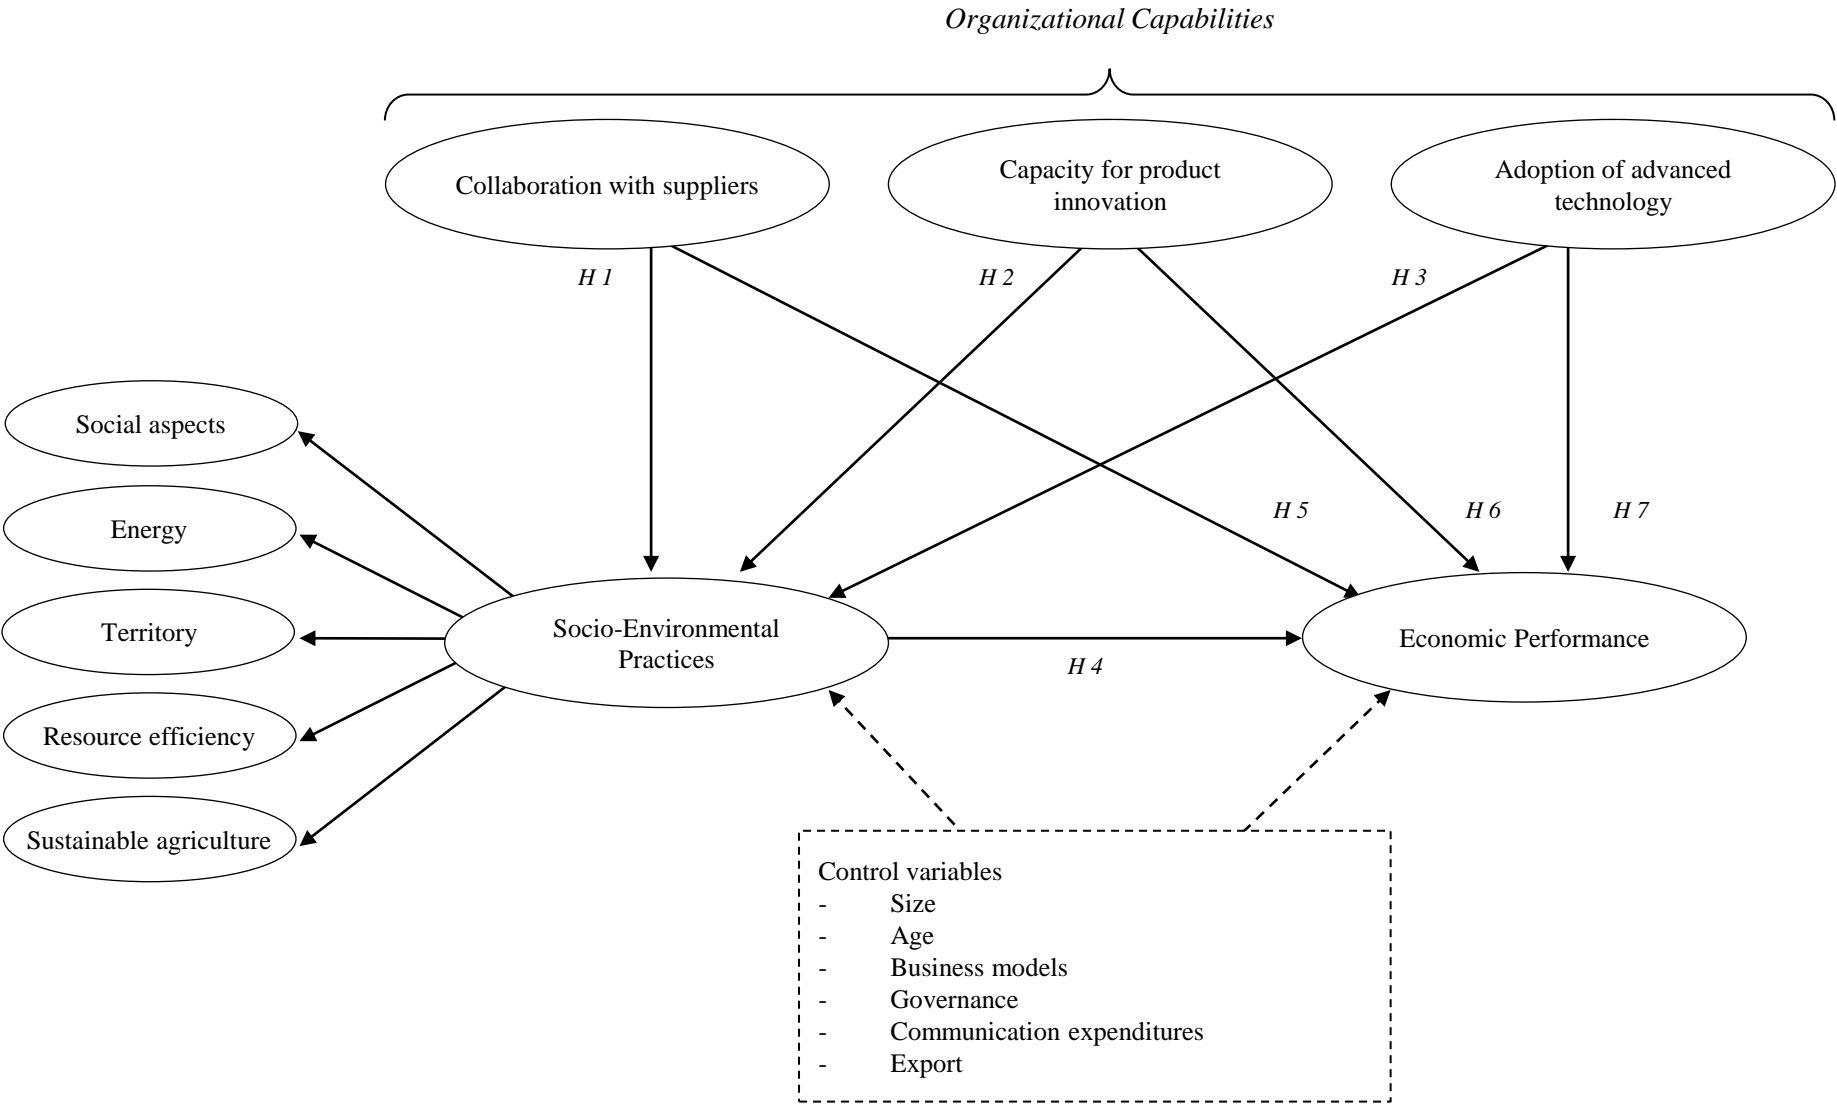 Organizational Capabilities
Collaboration with suppliers
Capacity for product
innovation
Adoption of advanced
technology
H 1
H 2
H 3
Social aspects
Energy
Territory
Resource efficiency
Sustainable agriculture
H 5
H 6
H 7
Socio-Environmental
Practices
H 4
Economic Performance
Control variables
- Size
- Age
- Business models
- Governance
- Communication expenditures
- Export